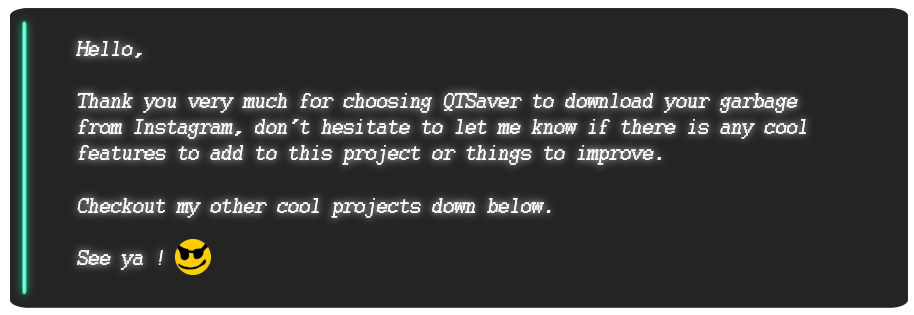 Hello,
Thank you very much for choosing QTSaver to download your garbage
from Instagram, don't hesitate to let me know if there is any cool
features to add to this project or things to improve.
Checkout my other cool projects down below.
See ya !